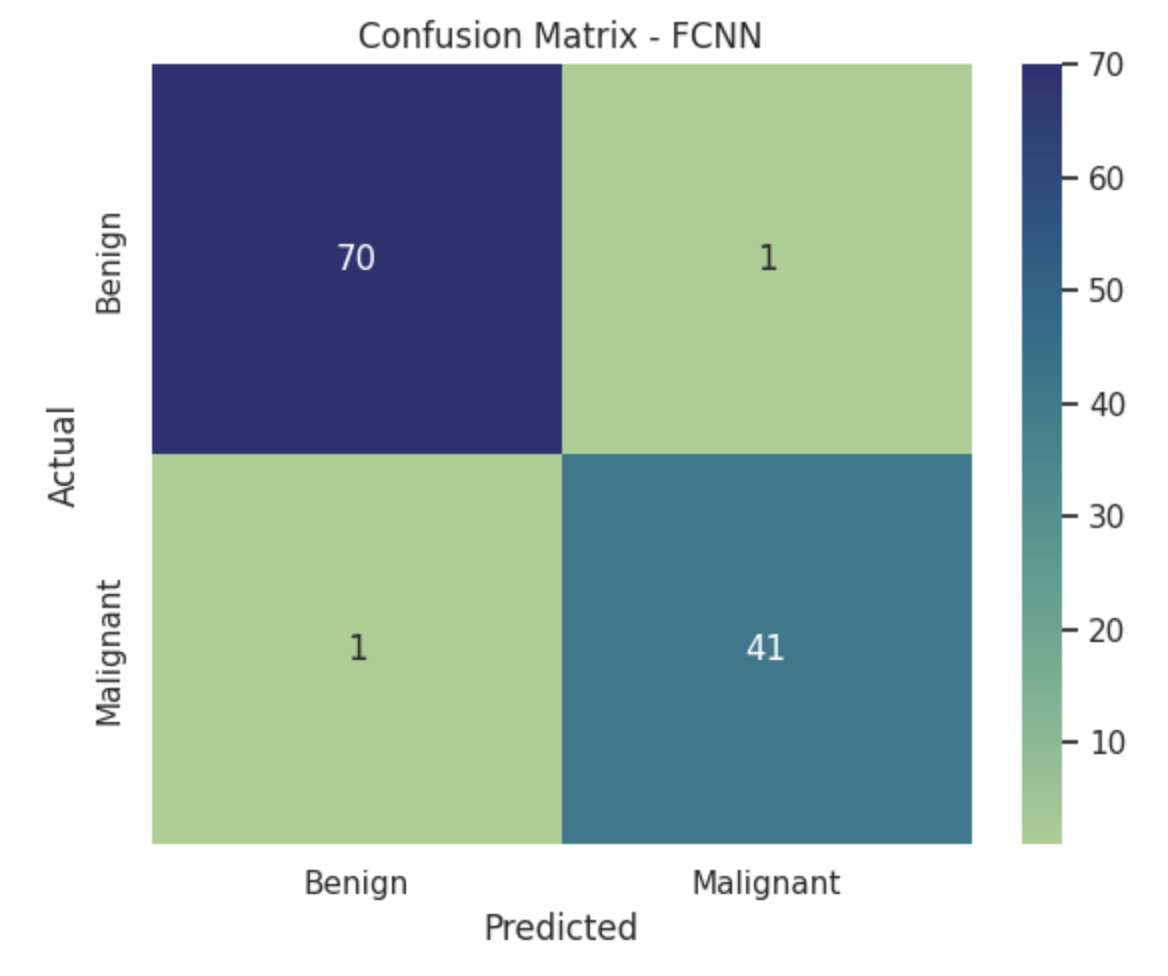 Confusion Matrix - FCNN
Actual
Benign
Malignant
70
1
1
41
Benign
Malignant
Predicted
70
60
50
40
30
20
10